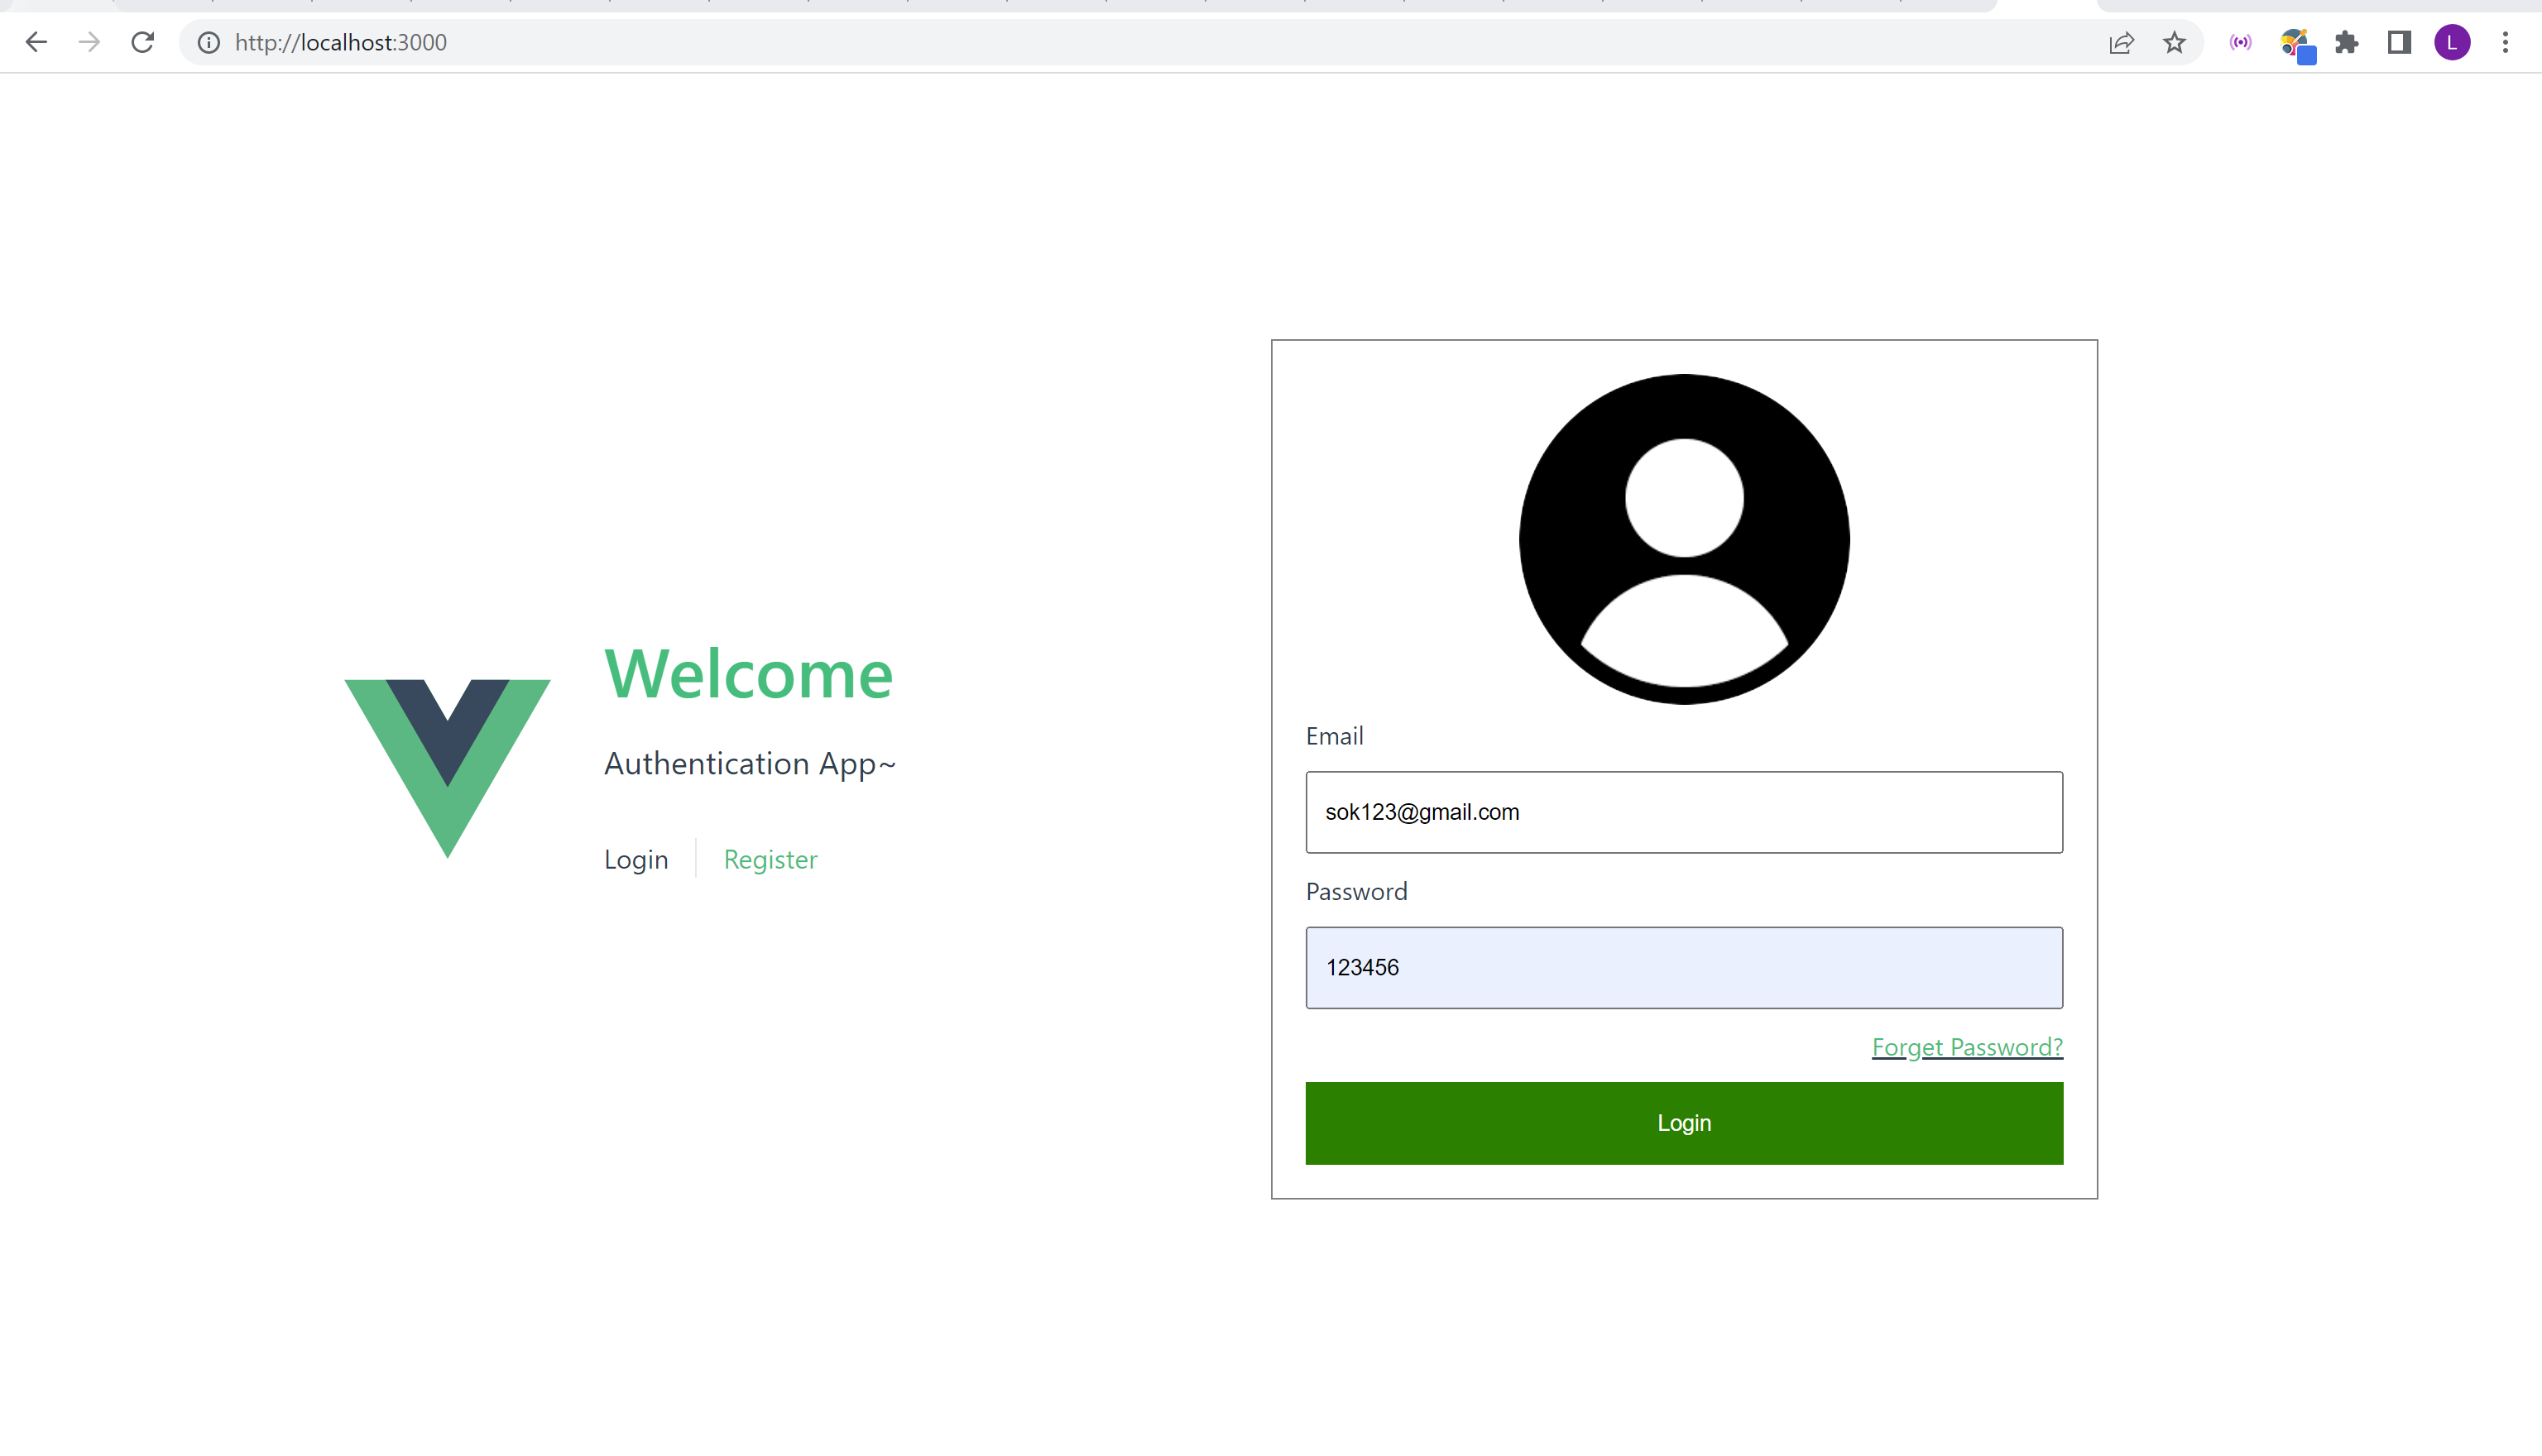 http://localhost:3000
L
Welcome
Authentication App~
Login
Register
Email
sok123@gmail.com
Password
123456
Forget Password?
Login